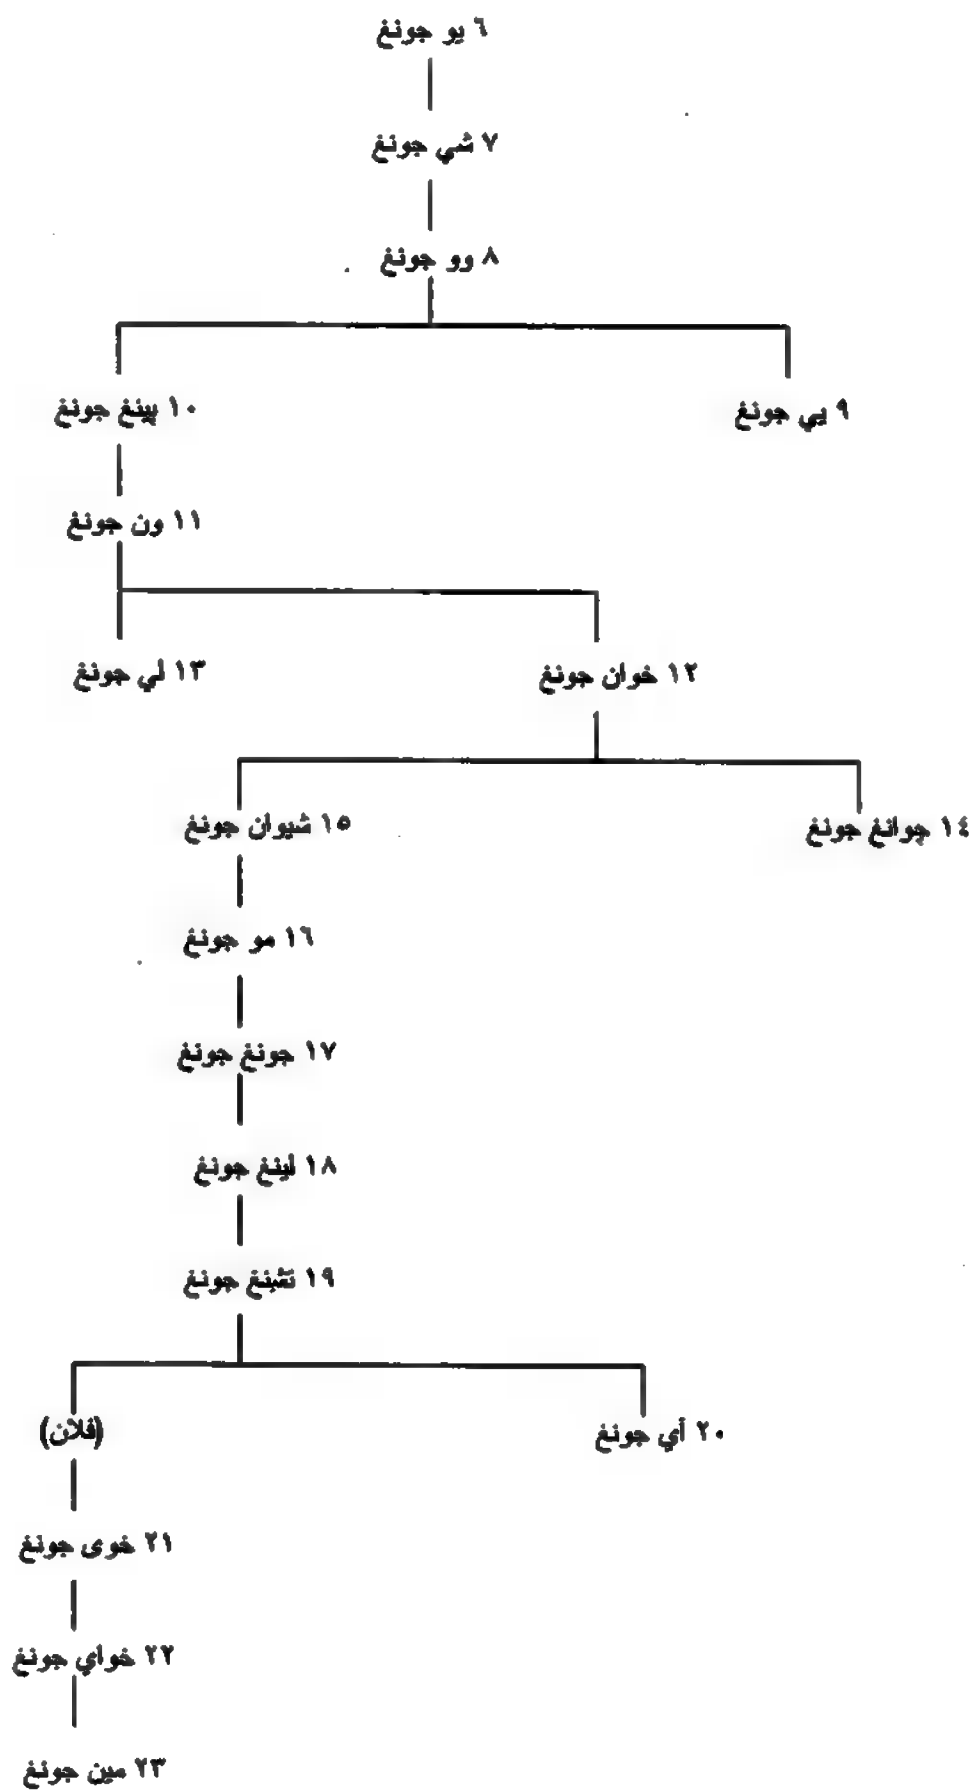 ٦ يو جونغ
٧ شي جونغ
٨ وو جونغ
٩ يي جونغ
١٠ پينغ جونغ
١١ ون جونغ
١٢ خوان جونغ
١٣ لي جونغ
١٤ جوانغ جونغ
١٥ شيوان جونغ
١٦ مو جونغ
١٧ جونغ جونغ
١٨ لينغ جونغ
١٩ تشينغ جونغ
٢٠ أي جونغ
(فلان)
٢١ خوى جونغ
٢٢ خواي جونغ
٢٣ مين جونغ